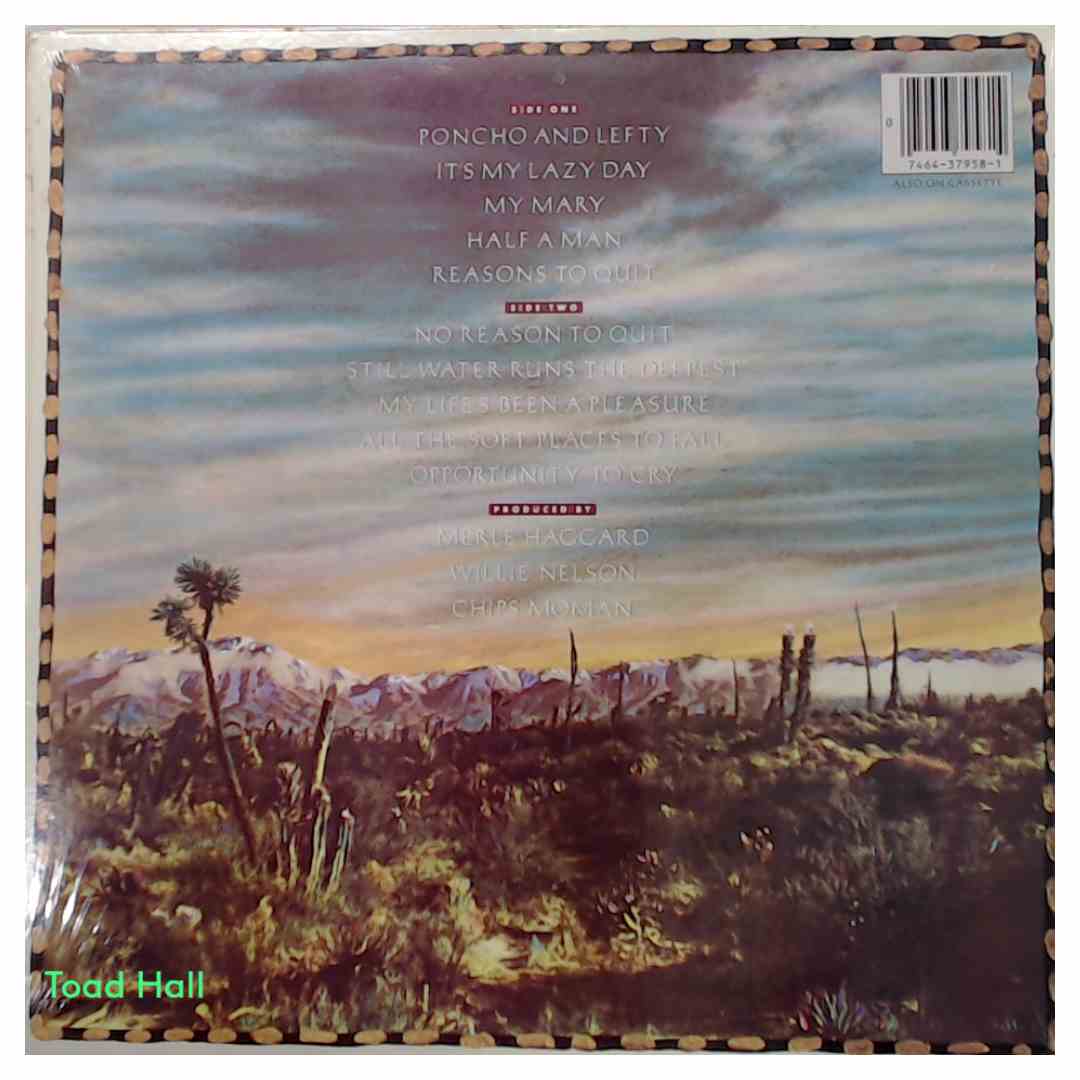 SIDE ONE
PONCHO AND LEFTY
IT'S MY LAZY DAY
MY MARY
HALF A MAN
REASONS TO QUIT
SIDE TWO
NO REASON TO QUIT
STILL WATER RUNS THE DEEPEST
MY LIFE'S BEEN A PLEASURE
ALL THE SOFT PLACES TO FALL
OPPORTUNITY TO CRY
PRODUCED BY
MERLE HAGGARD
WILLIE NELSON
CHIPS MOMAN
0
7464-37958-1
ALSO ON CASSETTE
Toad Hall